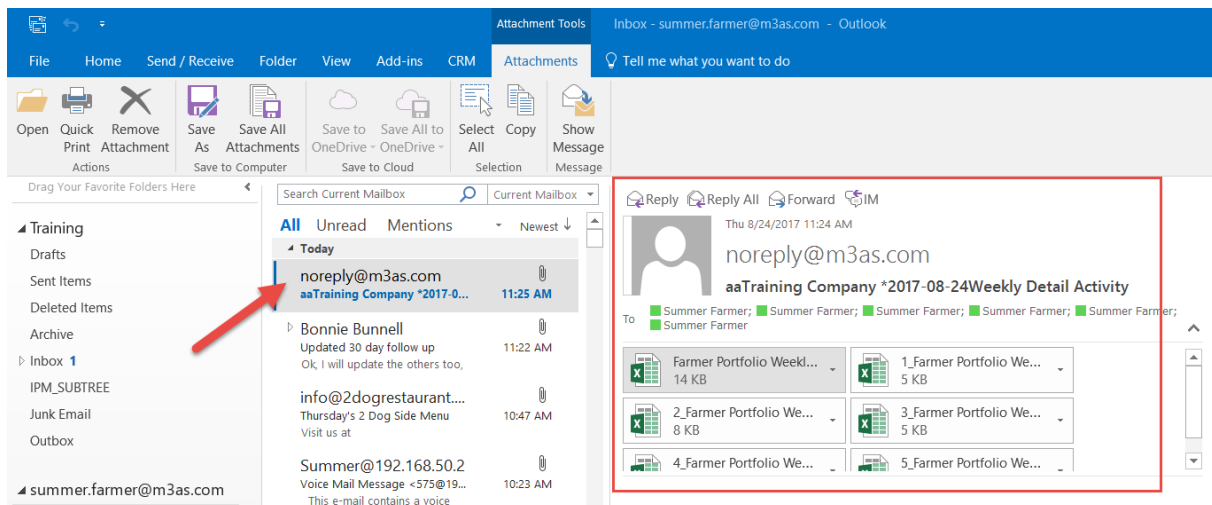 Attachment Tools
Inbox - summer.farmer@m3as.com - Outlook
File Home Send / Receive Folder View Add-ins CRM Attachments Tell me what you want to do
Open Quick Print Remove Attachment Save As Save All Attachments Save to OneDrive Save All to OneDrive Select All Copy Show Message
Actions Save to Computer Save to Cloud Selection Message
Drag Your Favorite Folders Here
Training
Drafts
Sent Items
Deleted Items
Archive
Inbox 1
IPM_SUBTREE
Junk Email
Outbox
summer.farmer@m3as.com
Search Current Mailbox Current Mailbox
All Unread Mentions Newest ↓
Today
noreply@m3as.com
aaTraining Company *2017-0... 11:25 AM
Bonnie Bunnell
Updated 30 day follow up 11:22 AM
Ok, I will update the others too,
info@2dogrestaurant....
Thursday's 2 Dog Side Menu 10:47 AM
Visit us at
Summer@192.168.50.2
Voice Mail Message <575@19... 10:23 AM
This e-mail contains a voice
Reply Reply All Forward IM
Thu 8/24/2017 11:24 AM
noreply@m3as.com
aaTraining Company *2017-08-24Weekly Detail Activity
To Summer Farmer; Summer Farmer; Summer Farmer; Summer Farmer; Summer Farmer;
Summer Farmer
Farmer Portfolio Weekl... 1_Farmer Portfolio We...
14 KB 5 KB
2_Farmer Portfolio We... 3_Farmer Portfolio We...
8 KB 5 KB
4_Farmer Portfolio We... 5_Farmer Portfolio We...